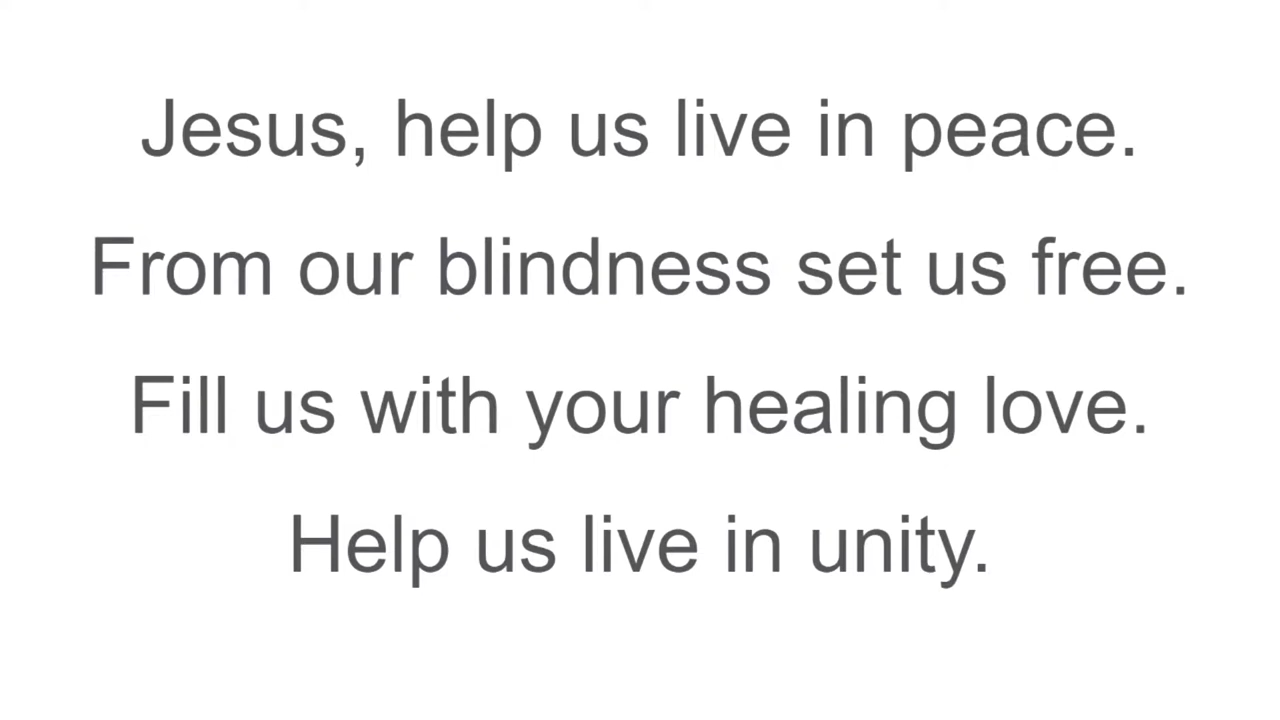 Jesus, help us live in peace.
From our blindness set us free.
Fill us with your healing love.
Help us live in unity.